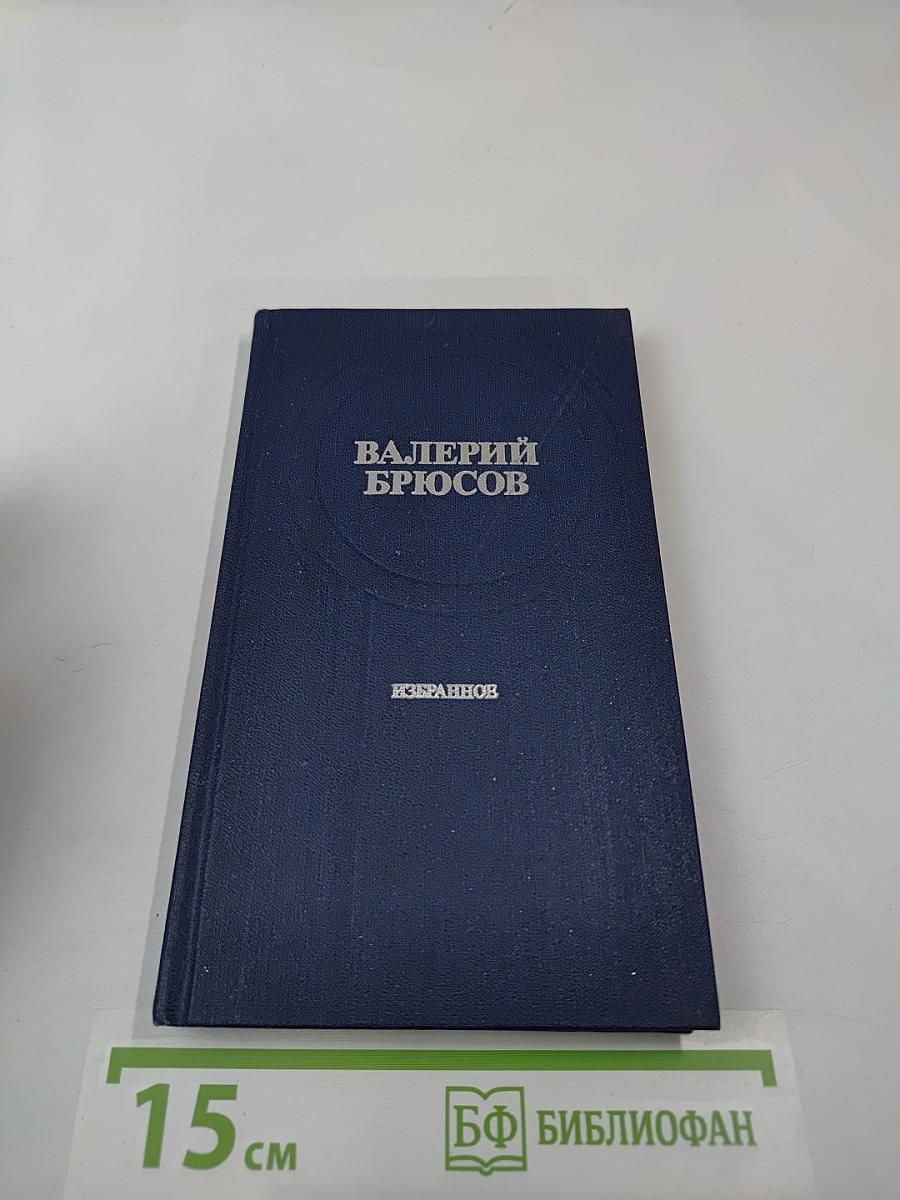 ВАЛЕРИЙ
БРЮСОВ
ИЗБРАННОЕ
15 см
БФ БИБЛИОФАН